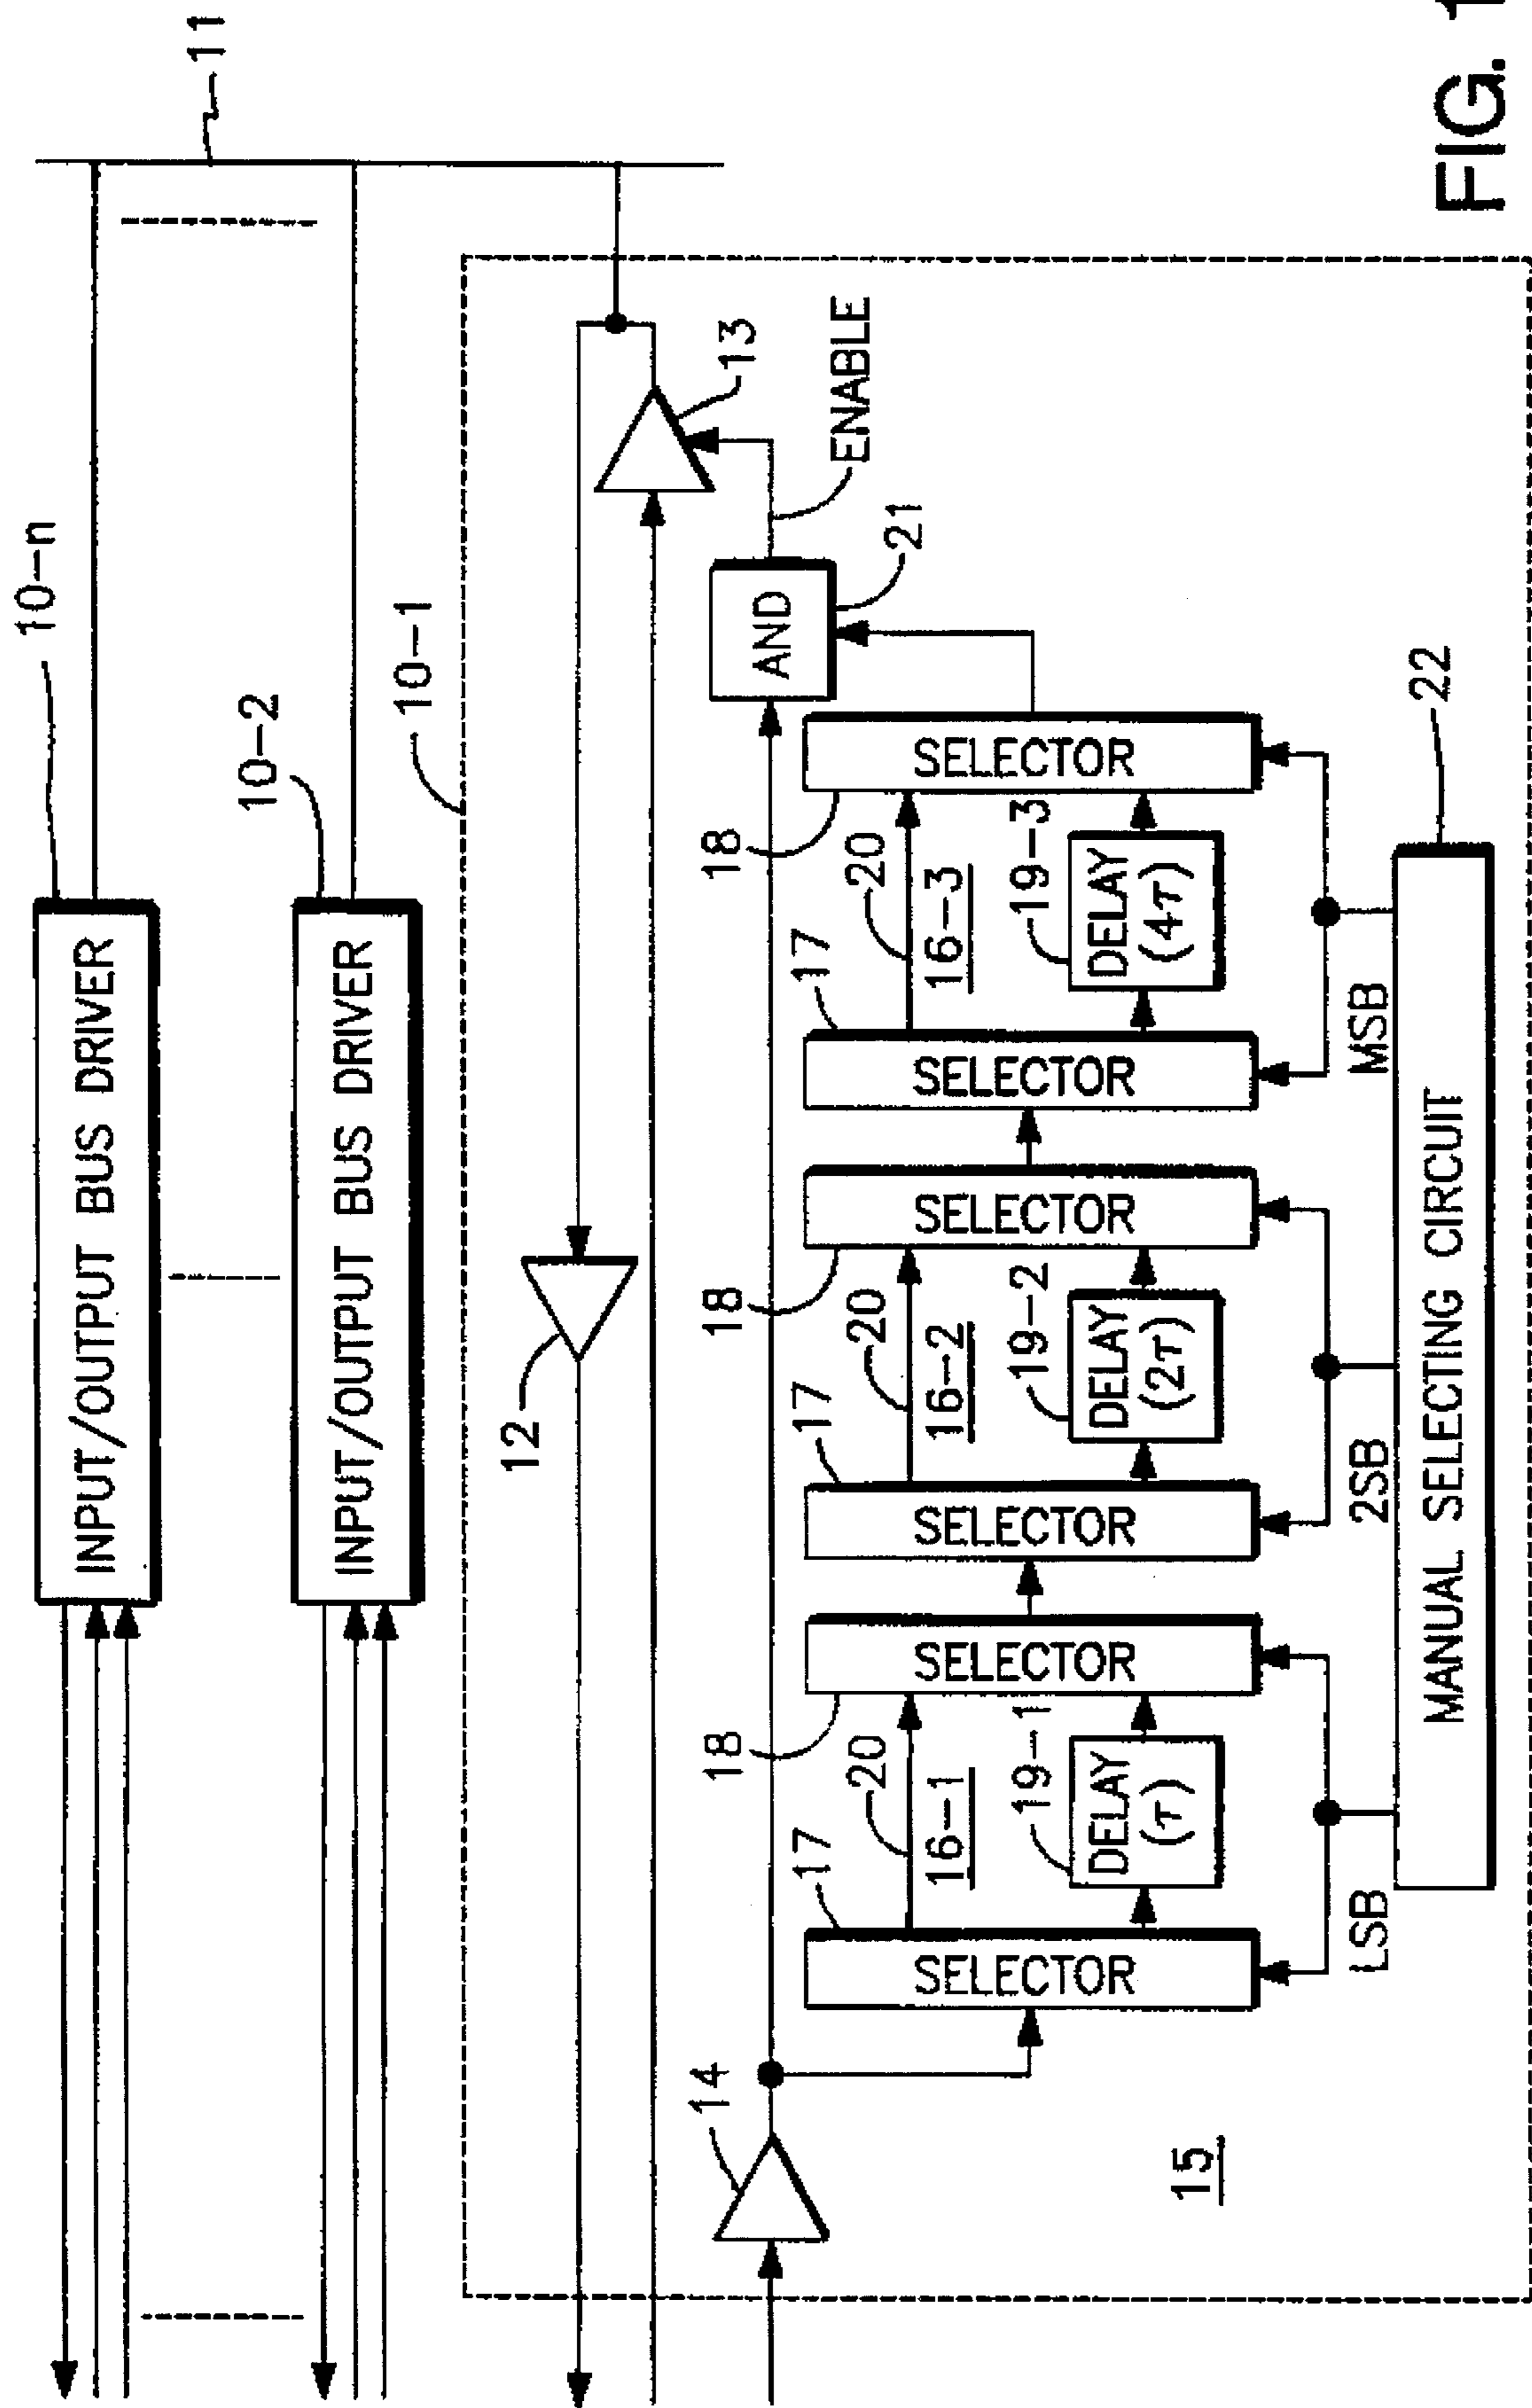 10-n
INPUT/OUTPUT BUS DRIVER
11
10-2
INPUT/OUTPUT BUS DRIVER
10-1
12
13
ENABLE
14
AND
21
18
18
18
17
17
17
20
20
20
SELECTOR
16-1
SELECTOR
SELECTOR
16-2
SELECTOR
SELECTOR
16-3
SELECTOR
19-1
19-2
19-3
DELAY
(τ)
DELAY
(2τ)
DELAY
(4τ)
15
LSB
2SB
MSB
22
MANUAL SELECTING CIRCUIT
FIG. 1